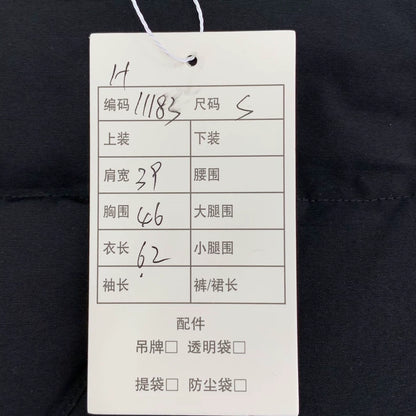 H
编码 11183 尺码 S
上装 下装
肩宽 39 腰围
胸围 46 大腿围
衣长 62 小腿围
袖长 裤/裙长
配件
吊牌□ 透明袋□
提袋□ 防尘袋□